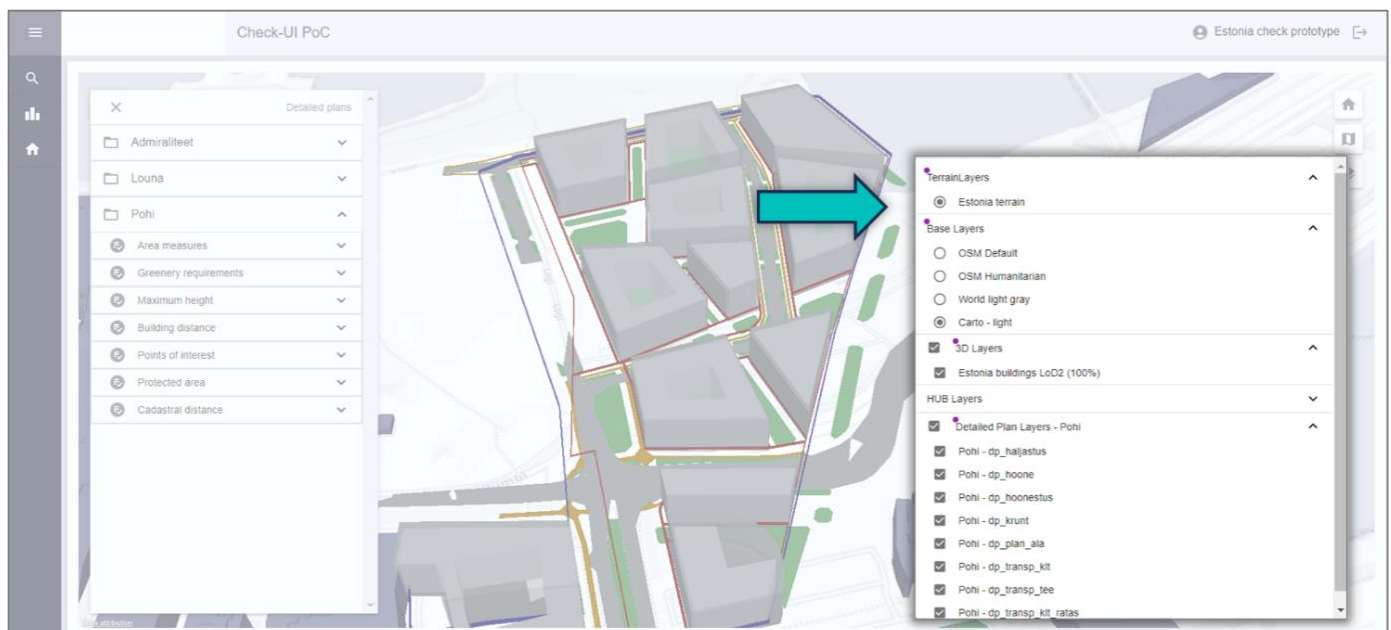 Check-UI PoC
Estonia check prototype
Detailed plans
Admiraliteet
Louna
Pohi
Area measures
Greenery requirements
Maximum height
Building distance
Points of interest
Protected area
Cadastral distance
TerrainLayers
Estonia terrain
Base Layers
OSM Default
OSM Humanitarian
World light gray
Carto - light
3D Layers
Estonia buildings LoD2 (100%)
HUB Layers
Detailed Plan Layers - Pohi
Pohi - dp_haljastus
Pohi - dp_hoone
Pohi - dp_hoonestus
Pohi - dp_krunt
Pohi - dp_plan_ala
Pohi - dp_transp_klt
Pohi - dp_transp_tee
Pohi - dp_transp_klt_ratas